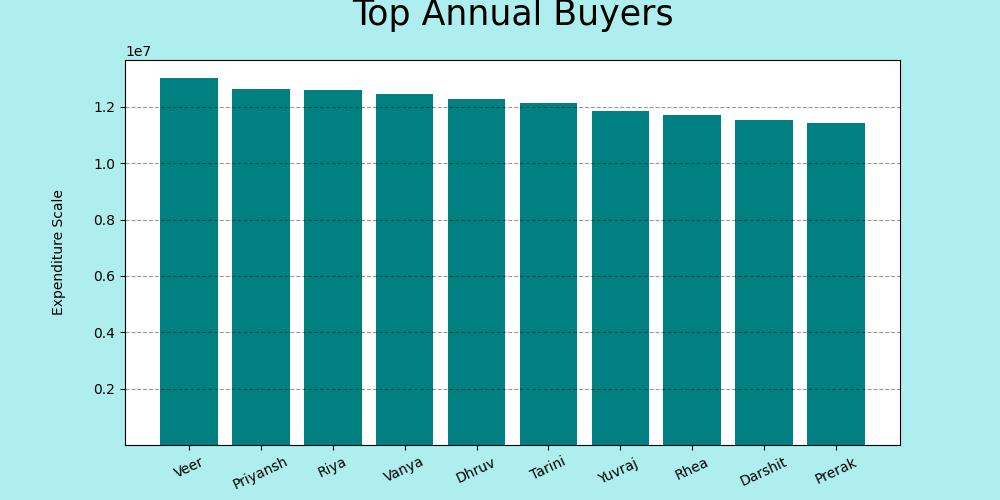 Top Annual Buyers
1e7
1.2
1.0
0.8
0.6
0.4
0.2
Expenditure Scale
Veer Priyansh Riya Vanya Dhruv Tarini Yuvraj Rhea Darshit Prerak